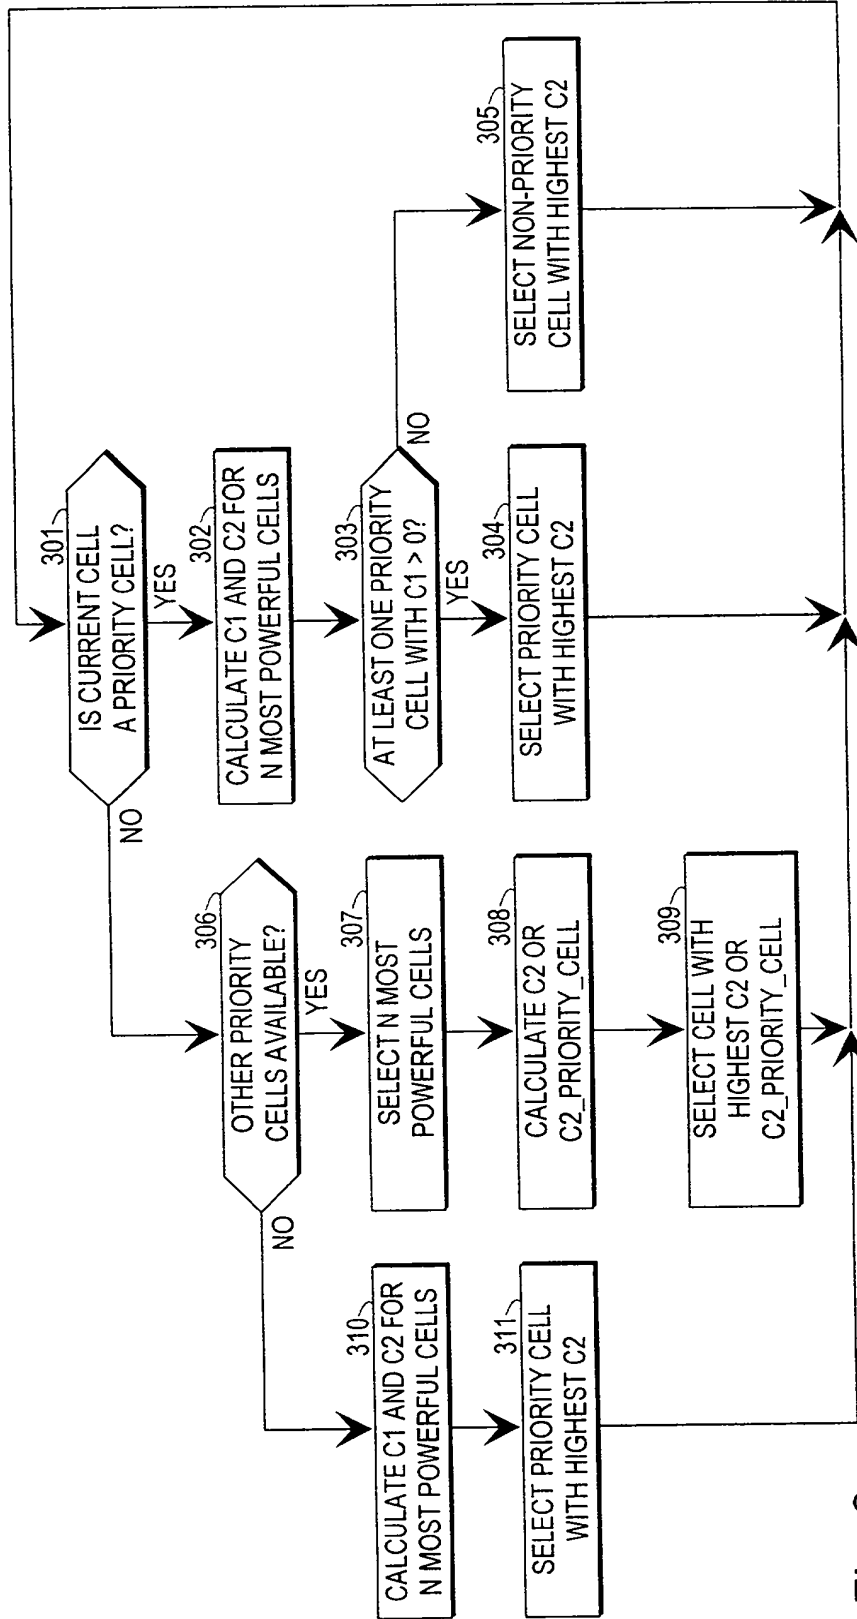 301
IS CURRENT CELL
A PRIORITY CELL?
NO
YES
302
CALCULATE C1 AND C2 FOR
N MOST POWERFUL CELLS
303
AT LEAST ONE PRIORITY
CELL WITH C1 > 0?
NO
YES
304
SELECT PRIORITY CELL
WITH HIGHEST C2
305
SELECT NON-PRIORITY
CELL WITH HIGHEST C2
306
OTHER PRIORITY
CELLS AVAILABLE?
NO
YES
307
SELECT N MOST
POWERFUL CELLS
308
CALCULATE C2 OR
C2_PRIORITY_CELL
309
SELECT CELL WITH
HIGHEST C2 OR
C2_PRIORITY_CELL
310
CALCULATE C1 AND C2 FOR
N MOST POWERFUL CELLS
311
SELECT PRIORITY CELL
WITH HIGHEST C2